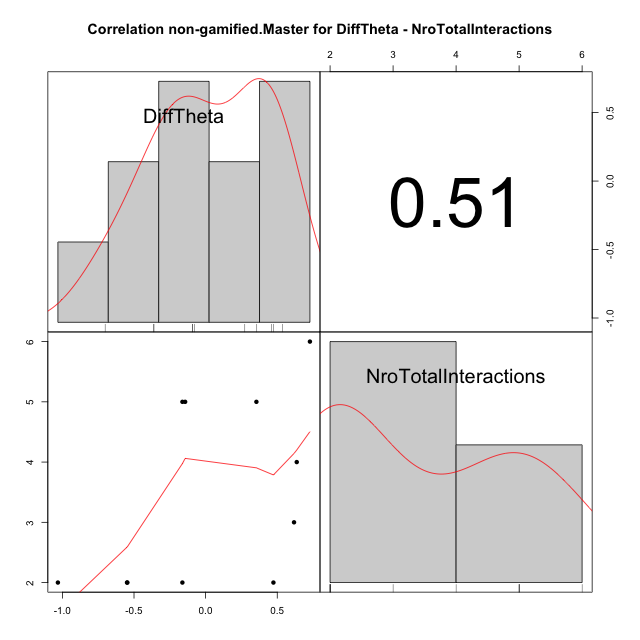 Correlation non-gamified.Master for DiffTheta - NroTotalInteractions
2 3 4 5 6
DiffTheta
0.51
0.5
0.0
-0.5
-1.0
6
5
4
3
2
NroTotalInteractions
-1.0 -0.5 0.0 0.5